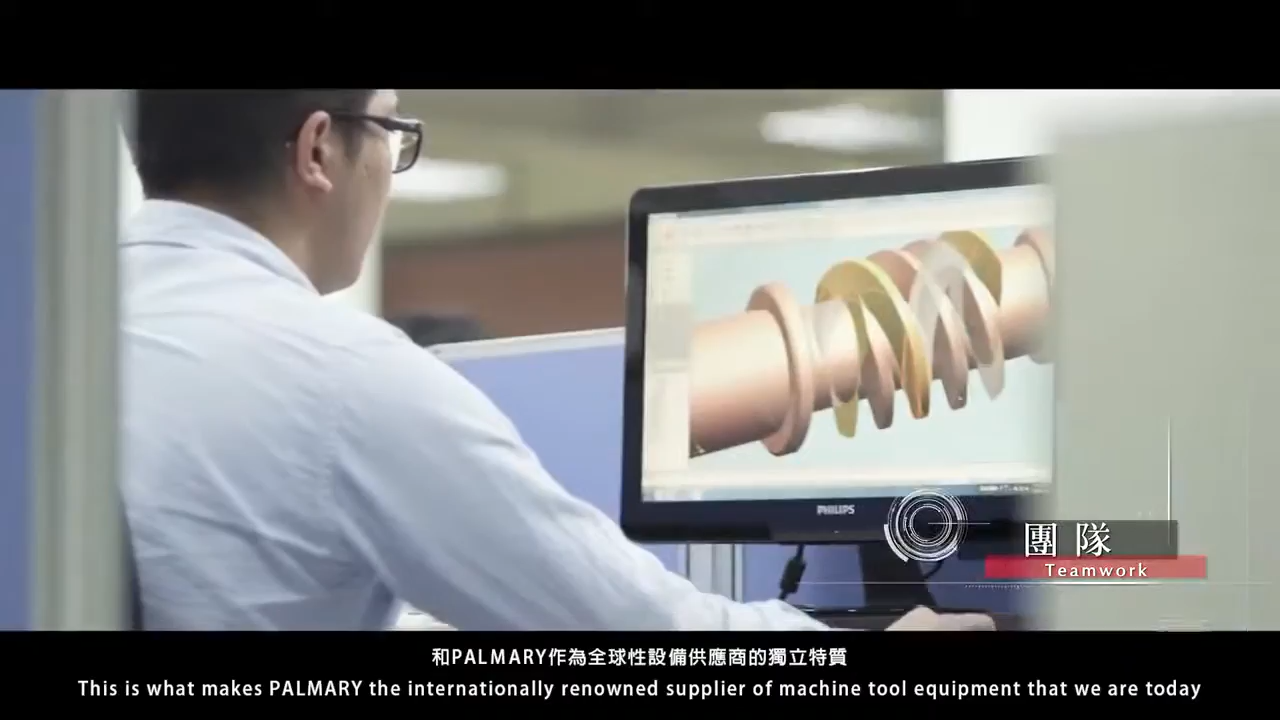 PHILIPS
團隊
Teamwork
和PALMARY作為全球性設備供應商的獨立特質
This is what makes PALMARY the internationally renowned supplier of machine tool equipment that we are today